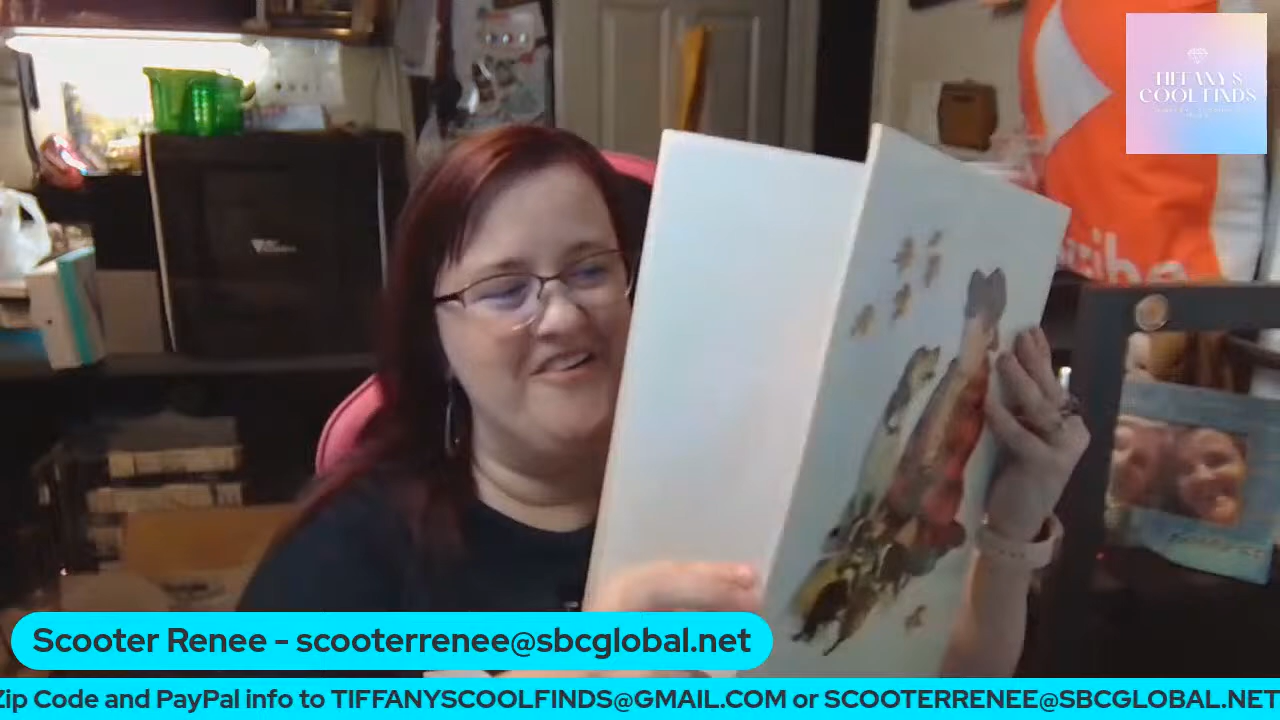 TIFFANY'S
COOL FINDS
Scooter Renee - scooterrenee@sbcglobal.net
Zip Code and PayPal info to TIFFANYSCOOLFINDS@GMAIL.COM or SCOOTERRENEE@SBCGLOBAL.NET